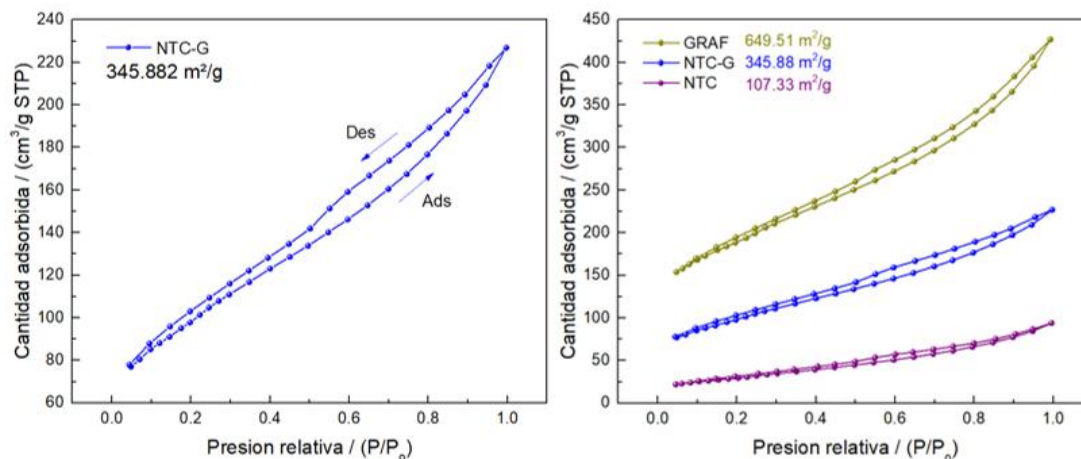 240
220
200
180
160
140
120
100
80
60
0.0 0.2 0.4 0.6 0.8 1.0
Cantidad adsorbida / (cm³/g STP)
Presion relativa / (P/Pₒ)
NTC-G
345.882 m²/g
Des
Ads
450
400
350
300
250
200
150
100
50
0
0.0 0.2 0.4 0.6 0.8 1.0
Cantidad adsorbida / (cm³/g STP)
Presion relativa / (P/Pₒ)
GRAF 649.51 m²/g
NTC-G 345.88 m²/g
NTC 107.33 m²/g